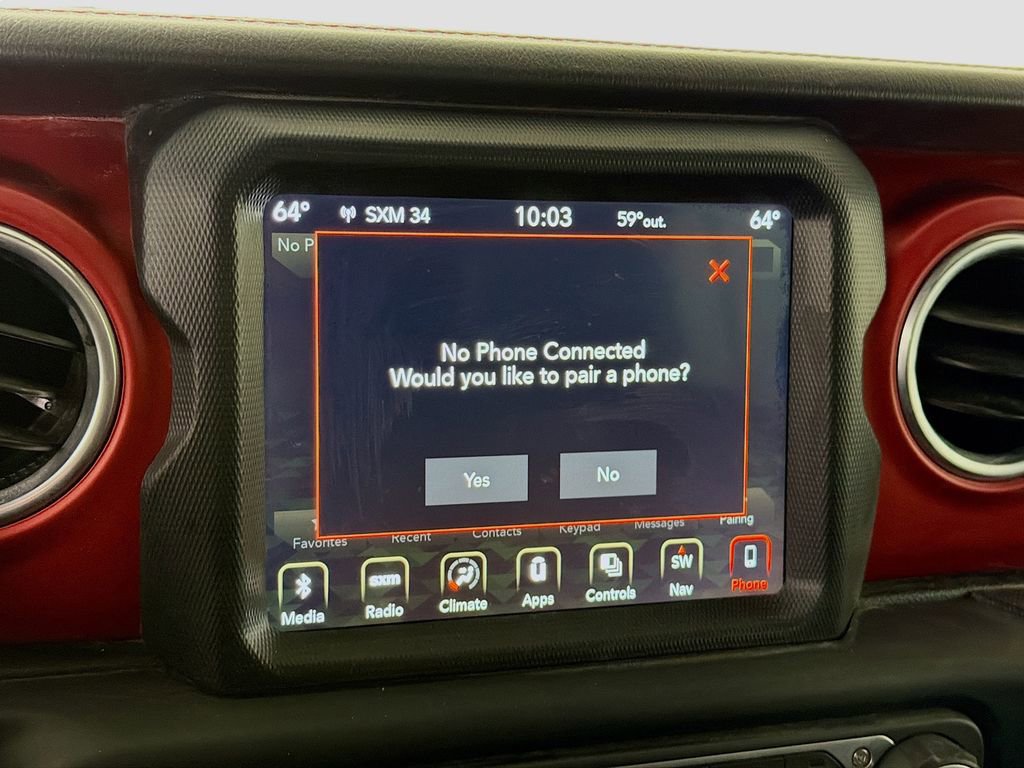 64° SXM 34 10:03 59°out. 64°
No P
No Phone Connected
Would you like to pair a phone?
Yes No
Favorites Recent Contacts Keypad Messages Pairing
sxm SW
Media Radio Climate Apps Controls Nav Phone